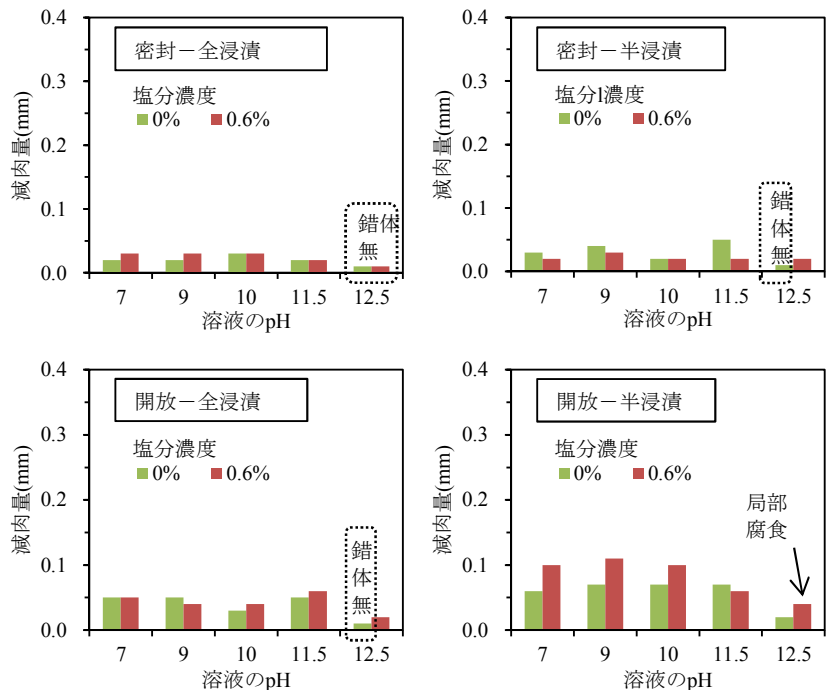 密封－全浸漬
塩分濃度
0% 0.6%
減肉量(mm)
0.4
0.3
0.2
0.1
0.0
錯体
無
7 9 10 11.5 12.5
溶液のpH
密封－半浸漬
塩分l濃度
0% 0.6%
減肉量(mm)
0.4
0.3
0.2
0.1
0.0
錯
体
無
7 9 10 11.5 12.5
溶液のpH
開放－全浸漬
塩分濃度
0% 0.6%
減肉量(mm)
0.4
0.3
0.2
0.1
0.0
錯
体
無
7 9 10 11.5 12.5
溶液のpH
開放－半浸漬
塩分濃度
0% 0.6%
減肉量(mm)
0.4
0.3
0.2
0.1
0.0
局部
腐食
7 9 10 11.5 12.5
溶液のpH